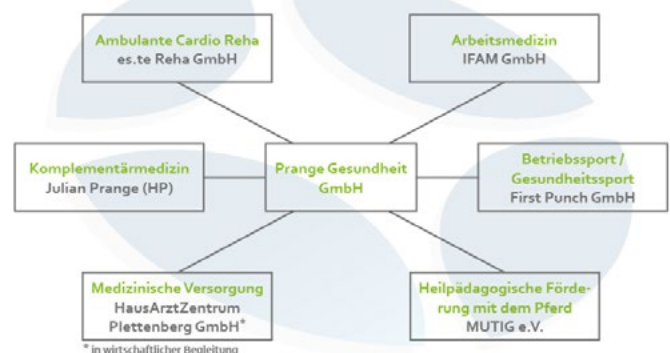 Ambulante Cardio Reha
es.te Reha GmbH
Arbeitsmedizin
IFAM GmbH
Komplementärmedizin
Julian Prange (HP)
Prange Gesundheit
GmbH
Betriebssport /
Gesundheitssport
First Punch GmbH
Medizinische Versorgung
HausArztZentrum
Plettenberg GmbH*
* in wirtschaftlicher Begleitung
Heilpädagogische Förde-
rung mit dem Pferd
MUTIG e.V.